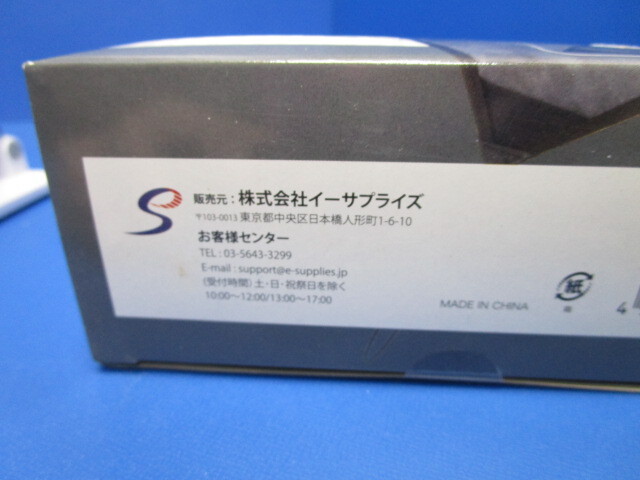 販売元：株式会社イーサプライズ
〒103-0013 東京都中央区日本橋人形町1-6-10
お客様センター
TEL : 03-5643-3299
E-mail : support@e-supplies.jp
(受付時間) 土・日・祝祭日を除く
10:00～12:00/13:00～17:00
MADE IN CHINA
紙
4